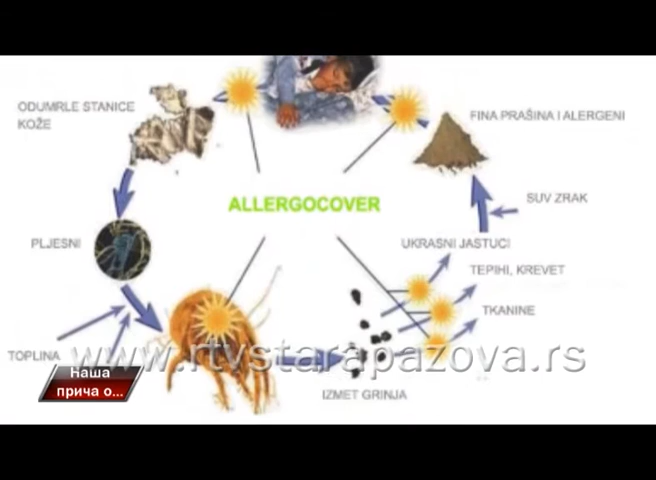 ODUMRLE STANICE
KOŽE
FINA PRAŠINA I ALERGENI
ALLERGOCOVER
SUV ZRAK
PLJESNI
UKRASNI JASTUCI
TEPIHI, KREVET
TKANINE
TOPLINA
www.rtvstarapazova.rs
Наша
прича о...
IZMET GRINJA